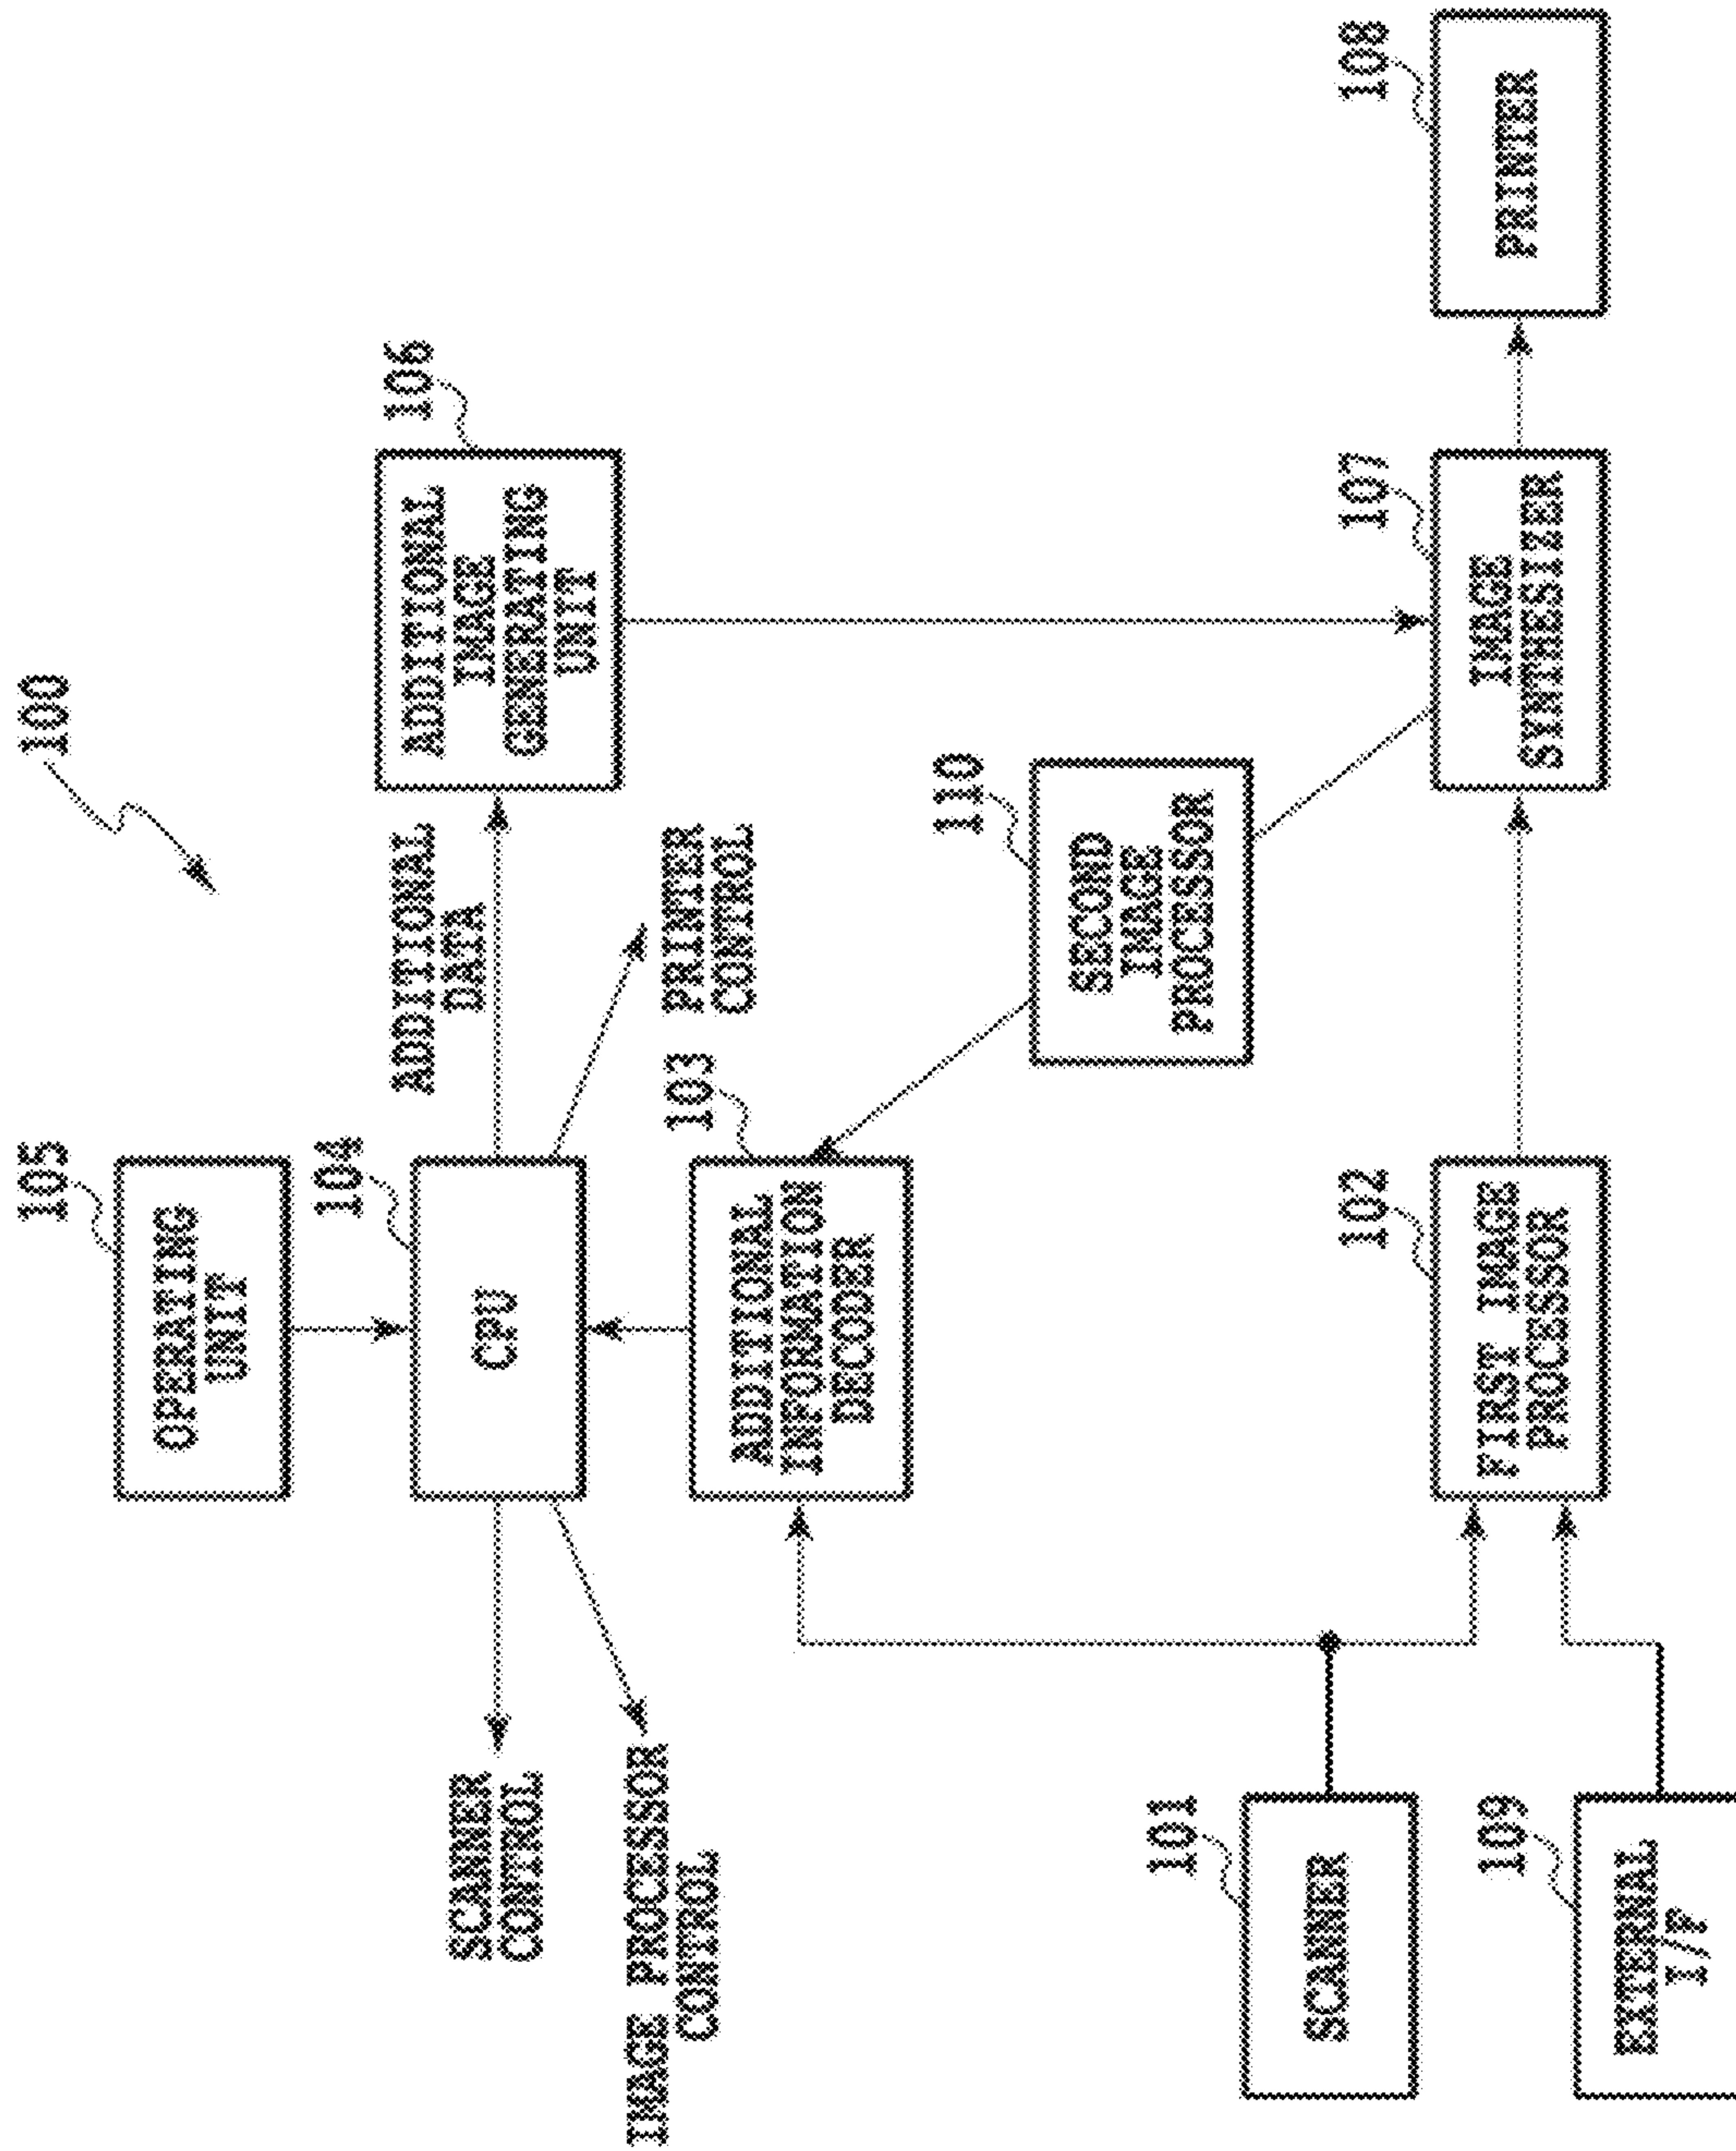 100
105
OPERATING
UNIT
104
CPU
SCANNER
CONTROL
IMAGE PROCESSOR
CONTROL
ADDITIONAL
DATA
PRINTER
CONTROL
106
ADDITIONAL
IMAGE
GENERATING
UNIT
103
ADDITIONAL
INFORMATION
DECODER
110
SECOND
IMAGE
PROCESSOR
101
SCANNER
109
EXTERNAL
I/F
102
FIRST IMAGE
PROCESSOR
107
IMAGE
SYNTHESIZER
108
PRINTER